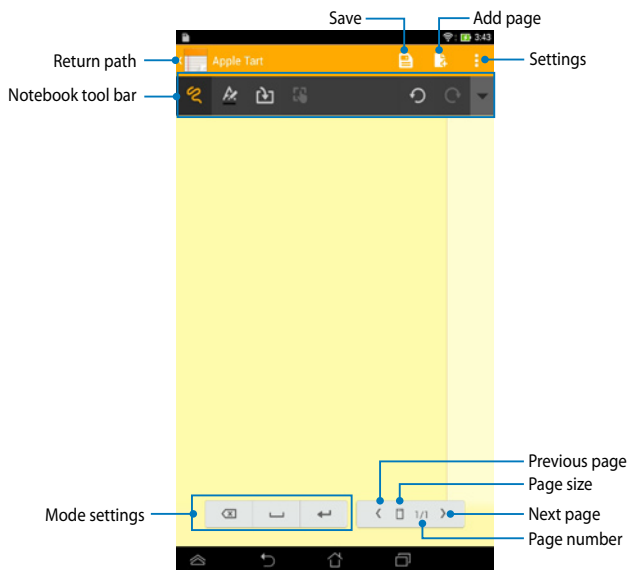 Save
Add page
3:43
Return path
Apple Tart
Settings
Notebook tool bar
Previous page
Page size
Mode settings
1/1
Next page
Page number